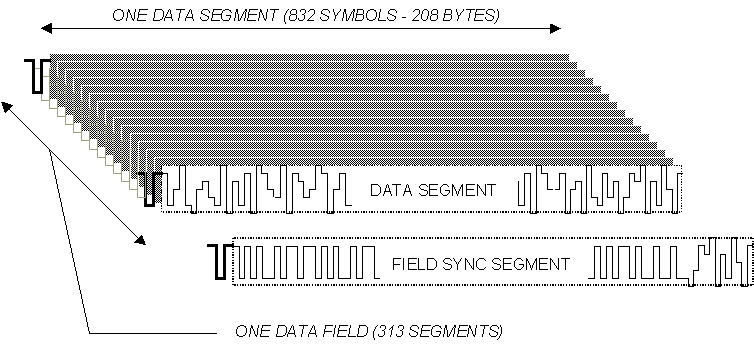 ONE DATA SEGMENT (832 SYMBOLS - 208 BYTES)
DATA SEGMENT
FIELD SYNC SEGMENT
ONE DATA FIELD (313 SEGMENTS)